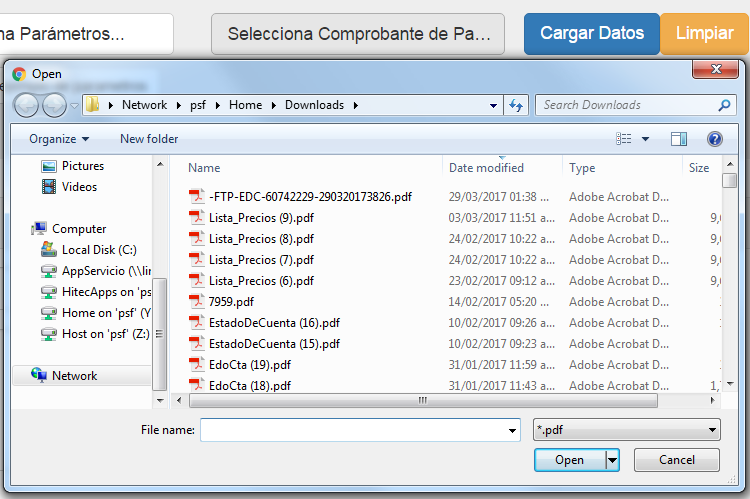 na Parámetros...
Selecciona Comprobante de Pa...
Cargar Datos
Limpiar
Open
Network
psf
Home
Downloads
Search Downloads
Organize
New folder
Pictures
Videos
Computer
Local Disk (C:)
AppServicio (\\lin
HitecApps on 'ps
Home on 'psf' (Y
Host on 'psf' (Z:)
Network
Name Date modified Type Size
-FTP-EDC-60742229-290320173826.pdf 29/03/2017 01:38 ... Adobe Acrobat D...
Lista_Precios (9).pdf 03/03/2017 11:51 a... Adobe Acrobat D... 9,
Lista_Precios (8).pdf 24/02/2017 10:22 a... Adobe Acrobat D... 9,
Lista_Precios (7).pdf 24/02/2017 10:22 a... Adobe Acrobat D... 9,
Lista_Precios (6).pdf 23/02/2017 09:12 a... Adobe Acrobat D... 9,
7959.pdf 14/02/2017 05:20 ... Adobe Acrobat D...
EstadoDeCuenta (16).pdf 10/02/2017 09:26 a... Adobe Acrobat D...
EstadoDeCuenta (15).pdf 10/02/2017 09:23 a... Adobe Acrobat D...
EdoCta (19).pdf 31/01/2017 11:59 a... Adobe Acrobat D...
EdoCta (18).pdf 31/01/2017 11:43 a... Adobe Acrobat D... 1,
File name:
*.pdf
Open
Cancel